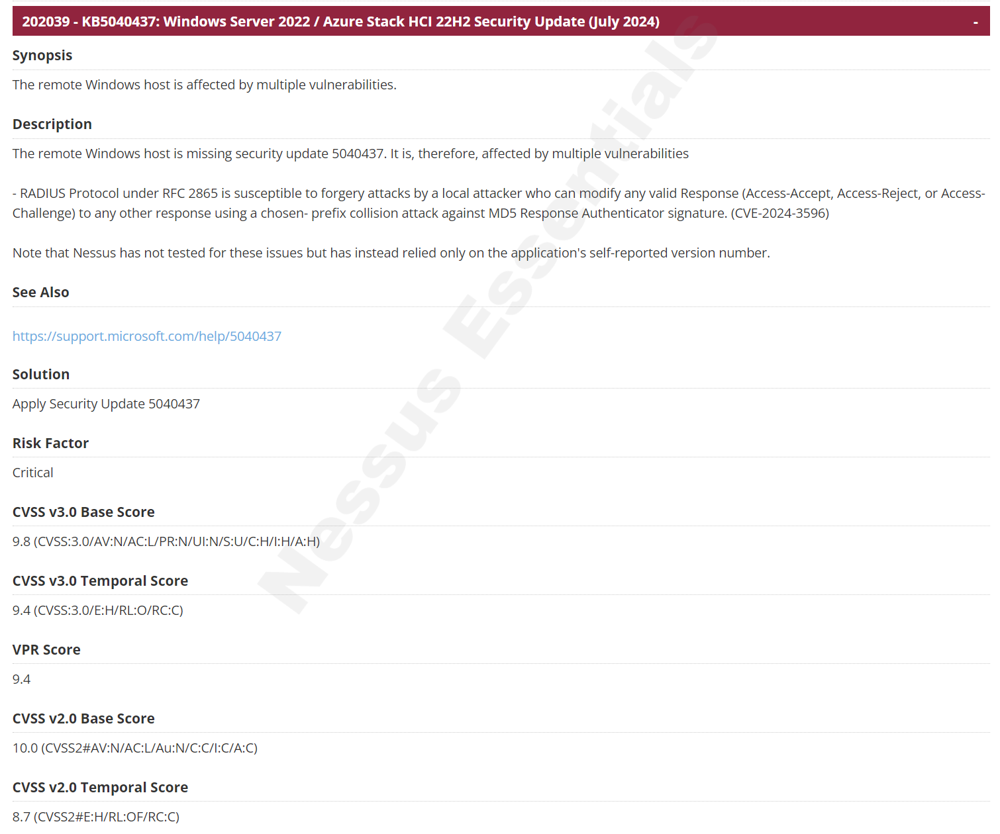 202039 - KB5040437: Windows Server 2022 / Azure Stack HCI 22H2 Security Update (July 2024)
-
Synopsis
The remote Windows host is affected by multiple vulnerabilities.
Description
The remote Windows host is missing security update 5040437. It is, therefore, affected by multiple vulnerabilities
- RADIUS Protocol under RFC 2865 is susceptible to forgery attacks by a local attacker who can modify any valid Response (Access-Accept, Access-Reject, or Access-
Challenge) to any other response using a chosen- prefix collision attack against MD5 Response Authenticator signature. (CVE-2024-3596)
Note that Nessus has not tested for these issues but has instead relied only on the application's self-reported version number.
See Also
https://support.microsoft.com/help/5040437
Solution
Apply Security Update 5040437
Risk Factor
Critical
CVSS v3.0 Base Score
9.8 (CVSS:3.0/AV:N/AC:L/PR:N/UI:N/S:U/C:H/I:H/A:H)
CVSS v3.0 Temporal Score
9.4 (CVSS:3.0/E:H/RL:O/RC:C)
VPR Score
9.4
CVSS v2.0 Base Score
10.0 (CVSS2#AV:N/AC:L/Au:N/C:C/I:C/A:C)
CVSS v2.0 Temporal Score
8.7 (CVSS2#E:H/RL:OF/RC:C)
Nessus Essentials